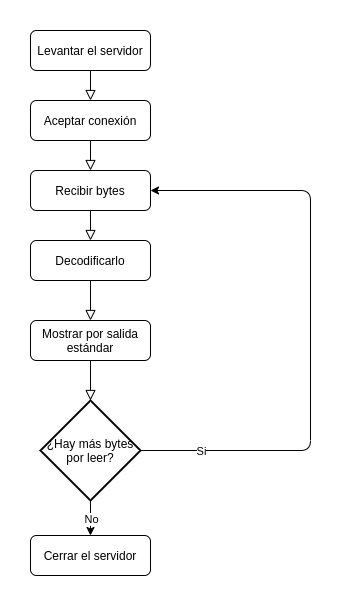 Levantar el servidor
Aceptar conexión
Recibir bytes
Decodificarlo
Mostrar por salida
estándar
¿Hay más bytes
por leer?
Si
No
Cerrar el servidor